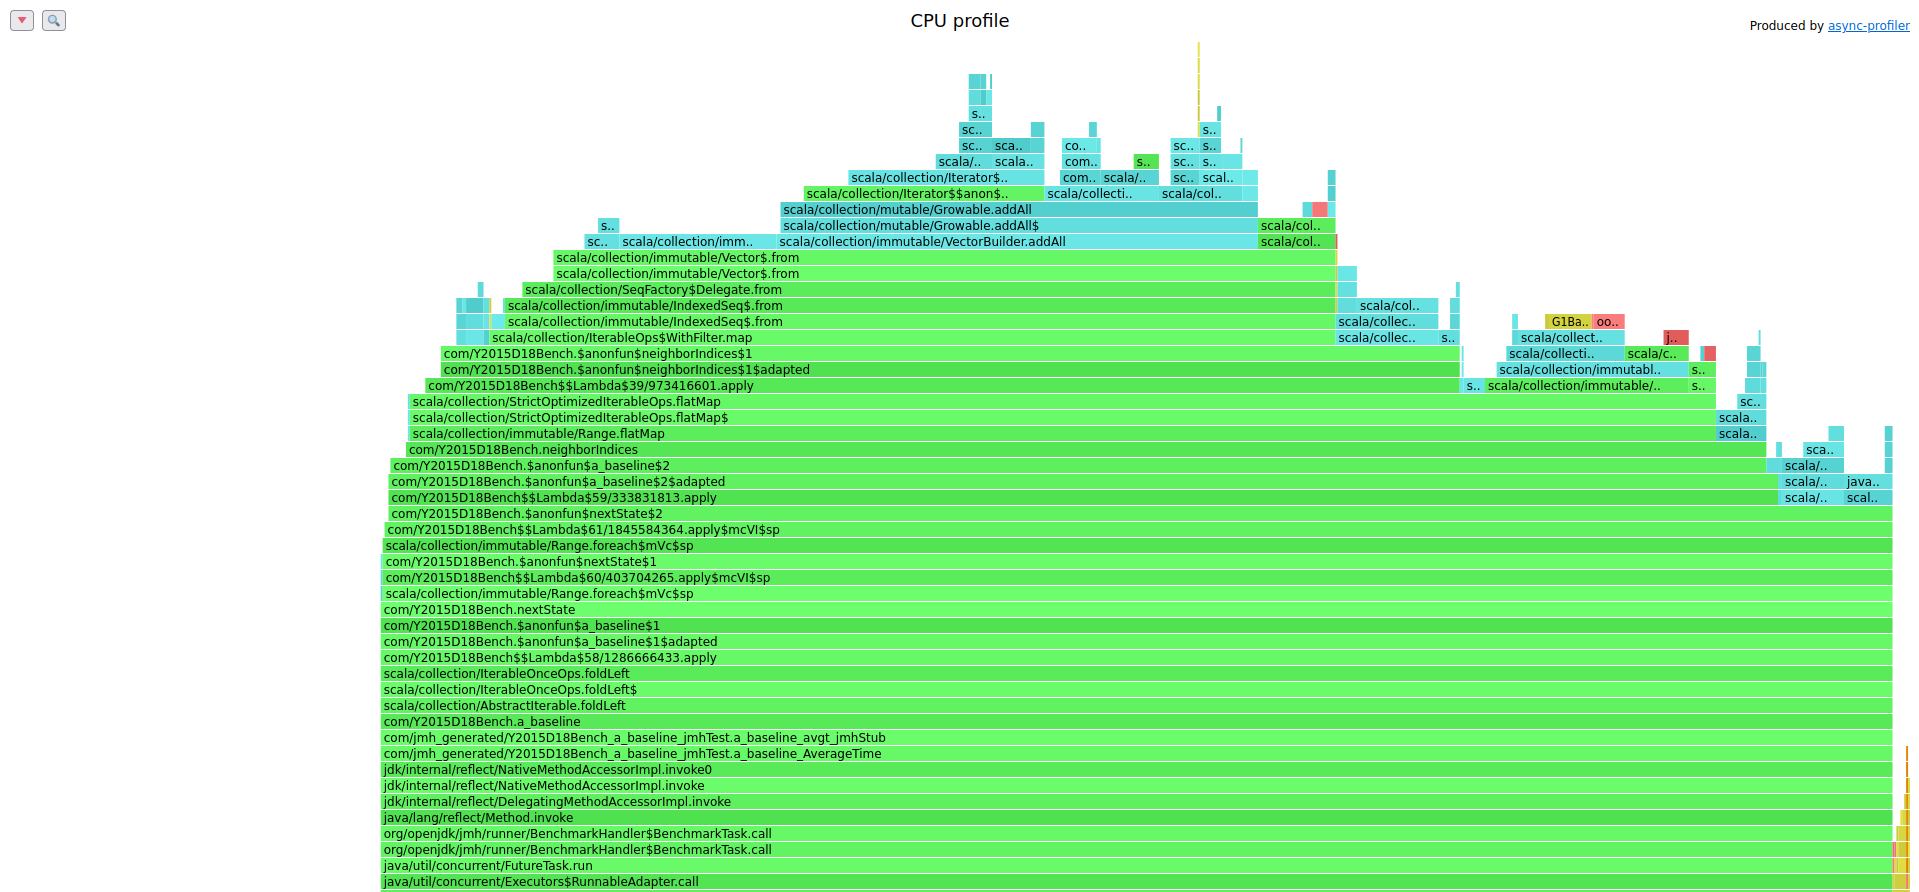 CPU profile
Produced by async-profiler
s..
sc.. s..
sc.. sca.. co.. sc.. s..
scala/.. scala.. com.. s.. sc.. s..
scala/collection/Iterator$.. com.. scala/.. sc.. scal..
scala/collection/Iterator$$anon$.. scala/collecti.. scala/col..
scala/collection/mutable/Growable.addAll
s.. scala/collection/mutable/Growable.addAll$ scala/col..
sc.. scala/collection/imm.. scala/collection/immutable/VectorBuilder.addAll scala/col..
scala/collection/immutable/Vector$.from
scala/collection/immutable/Vector$.from
scala/collection/SeqFactory$Delegate.from
scala/collection/immutable/IndexedSeq$.from scala/col..
scala/collection/immutable/IndexedSeq$.from scala/collec.. G1Ba.. oo..
scala/collection/IterableOps$WithFilter.map scala/collec.. s.. scala/collect.. j..
com/Y2015D18Bench.$anonfun$neighborIndices$1 scala/collecti.. scala/c..
com/Y2015D18Bench.$anonfun$neighborIndices$1$adapted scala/collection/immutabl.. s..
com/Y2015D18Bench$$Lambda$39/973416601.apply s.. scala/collection/immutable/.. s..
scala/collection/StrictOptimizedIterableOps.flatMap sc..
scala/collection/StrictOptimizedIterableOps.flatMap$ scala..
scala/collection/immutable/Range.flatMap scala..
com/Y2015D18Bench.neighborIndices sca..
com/Y2015D18Bench.$anonfun$a_baseline$2 scala/..
com/Y2015D18Bench.$anonfun$a_baseline$2$adapted scala/.. java..
com/Y2015D18Bench$$Lambda$59/333831813.apply scala/.. scal..
com/Y2015D18Bench.$anonfun$nextState$2
com/Y2015D18Bench$$Lambda$61/1845584364.apply$mcVI$sp
scala/collection/immutable/Range.foreach$mVc$sp
com/Y2015D18Bench.$anonfun$nextState$1
com/Y2015D18Bench$$Lambda$60/403704265.apply$mcVI$sp
scala/collection/immutable/Range.foreach$mVc$sp
com/Y2015D18Bench.nextState
com/Y2015D18Bench.$anonfun$a_baseline$1
com/Y2015D18Bench.$anonfun$a_baseline$1$adapted
com/Y2015D18Bench$$Lambda$58/1286666433.apply
scala/collection/IterableOnceOps.foldLeft
scala/collection/IterableOnceOps.foldLeft$
scala/collection/AbstractIterable.foldLeft
com/Y2015D18Bench.a_baseline
com/jmh_generated/Y2015D18Bench_a_baseline_jmhTest.a_baseline_avgt_jmhStub
com/jmh_generated/Y2015D18Bench_a_baseline_jmhTest.a_baseline_AverageTime
jdk/internal/reflect/NativeMethodAccessorImpl.invoke0
jdk/internal/reflect/NativeMethodAccessorImpl.invoke
jdk/internal/reflect/DelegatingMethodAccessorImpl.invoke
java/lang/reflect/Method.invoke
org/openjdk/jmh/runner/BenchmarkHandler$BenchmarkTask.call
org/openjdk/jmh/runner/BenchmarkHandler$BenchmarkTask.call
java/util/concurrent/FutureTask.run
java/util/concurrent/Executors$RunnableAdapter.call